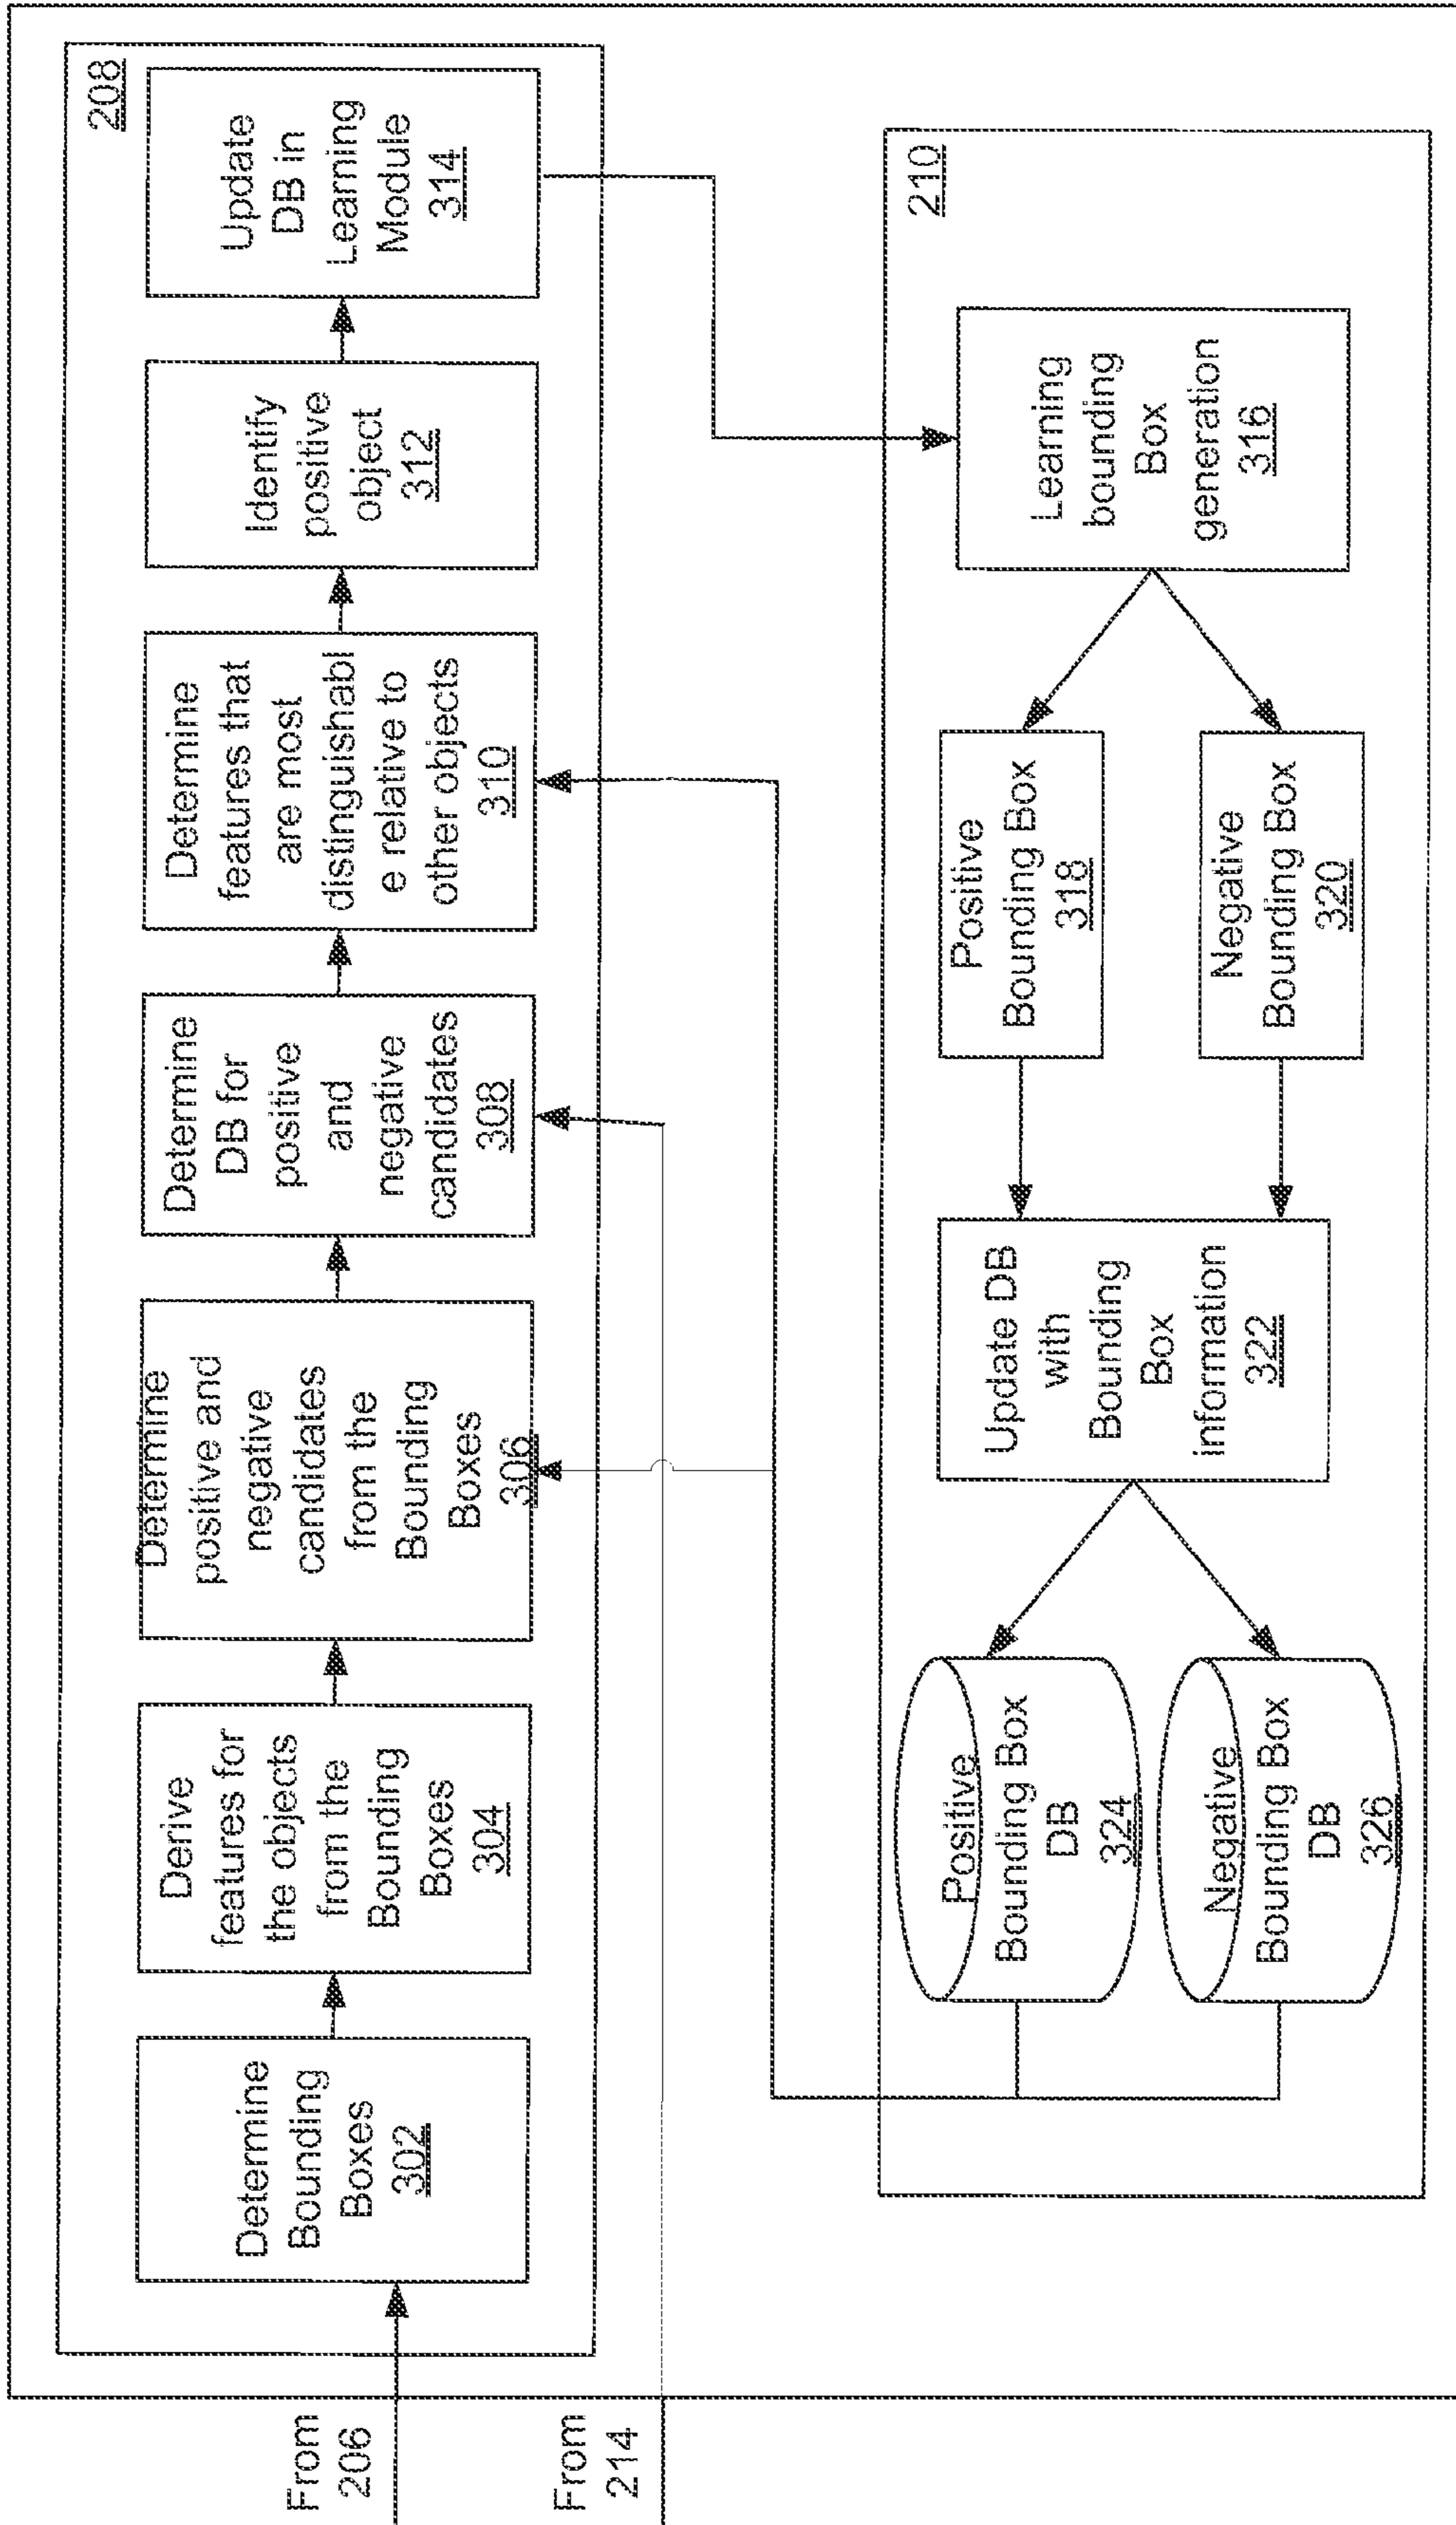 208
From
206
Determine
Bounding
Boxes
302
Derive
features for
the objects
from the
Bounding
Boxes
304
Determine
positive and
negative
candidates
from the
Bounding
Boxes
306
Determine
DB for
positive
and
negative
candidates
308
Determine
features that
are most
distinguishabl
e relative to
other objects
310
Identify
positive
object
312
Update
DB in
Learning
Module
314
From
214
210
Positive
Bounding Box
DB
324
Negative
Bounding Box
DB
326
Update DB
with
Bounding
Box
information
322
Positive
Bounding Box
318
Negative
Bounding Box
320
Learning
bounding
Box
generation
316